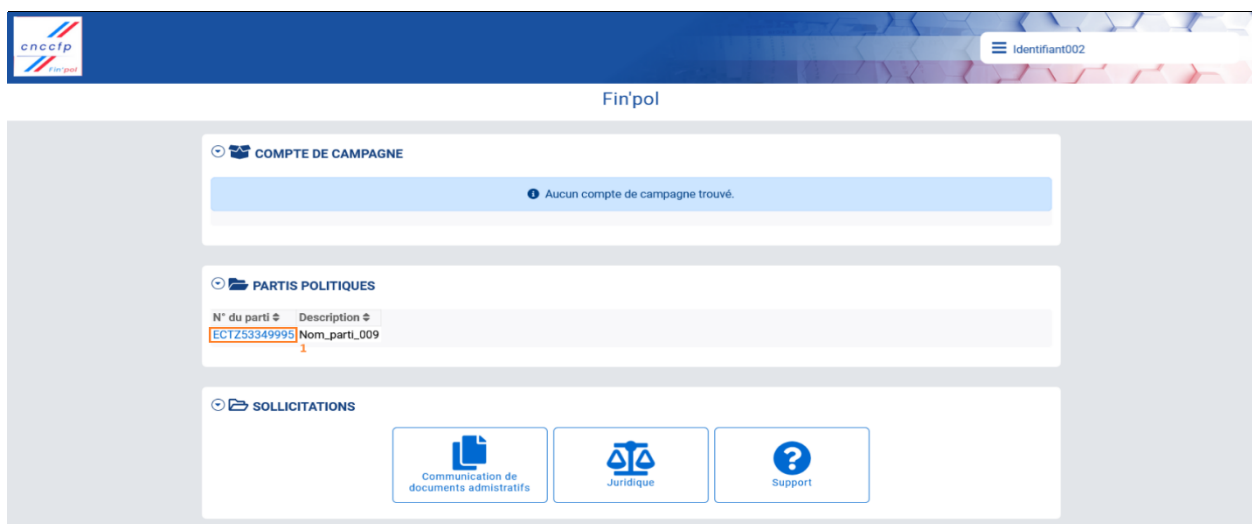 cnccfp
Fin'pol
Identifiant002
Fin'pol
COMPTE DE CAMPAGNE
Aucun compte de campagne trouvé.
PARTIS POLITIQUES
N° du parti Description
ECTZ53349995 Nom_parti_009
1
SOLLICITATIONS
Communication de
documents admistratifs
Juridique
Support